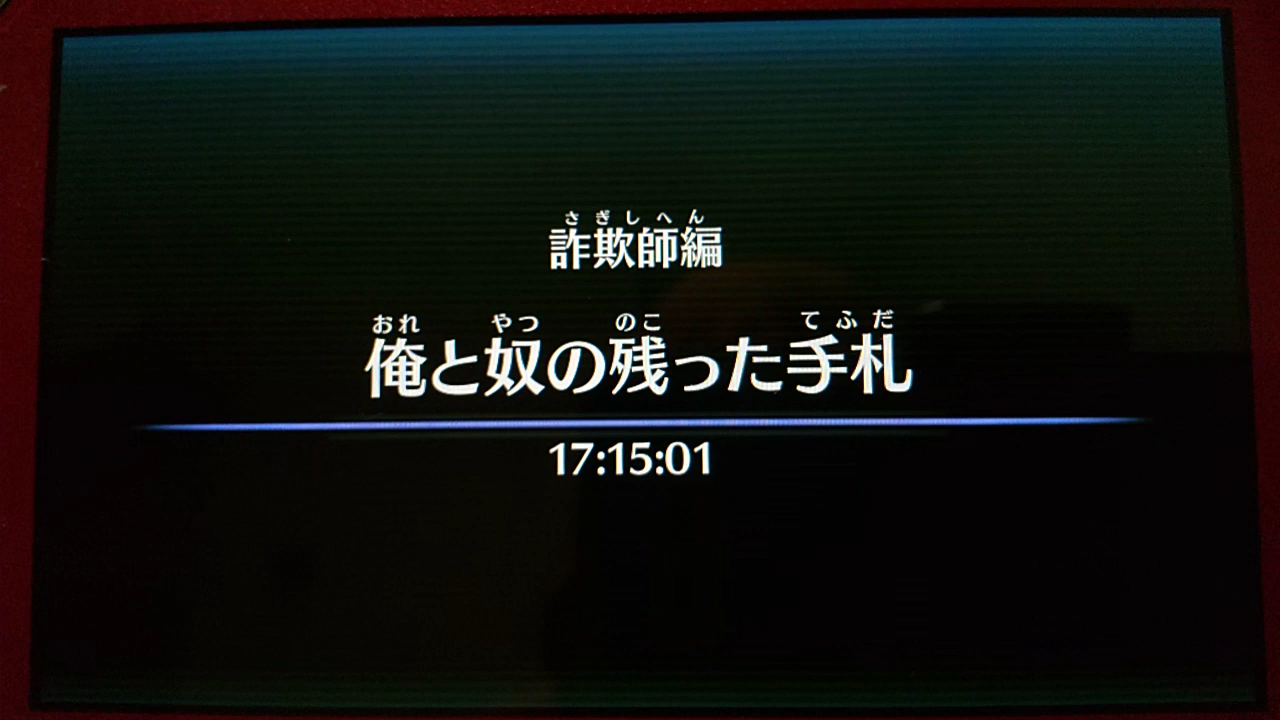 さぎしへん
詐欺師編
おれ やつ のこ てふだ
俺と奴の残った手札
17:15:01